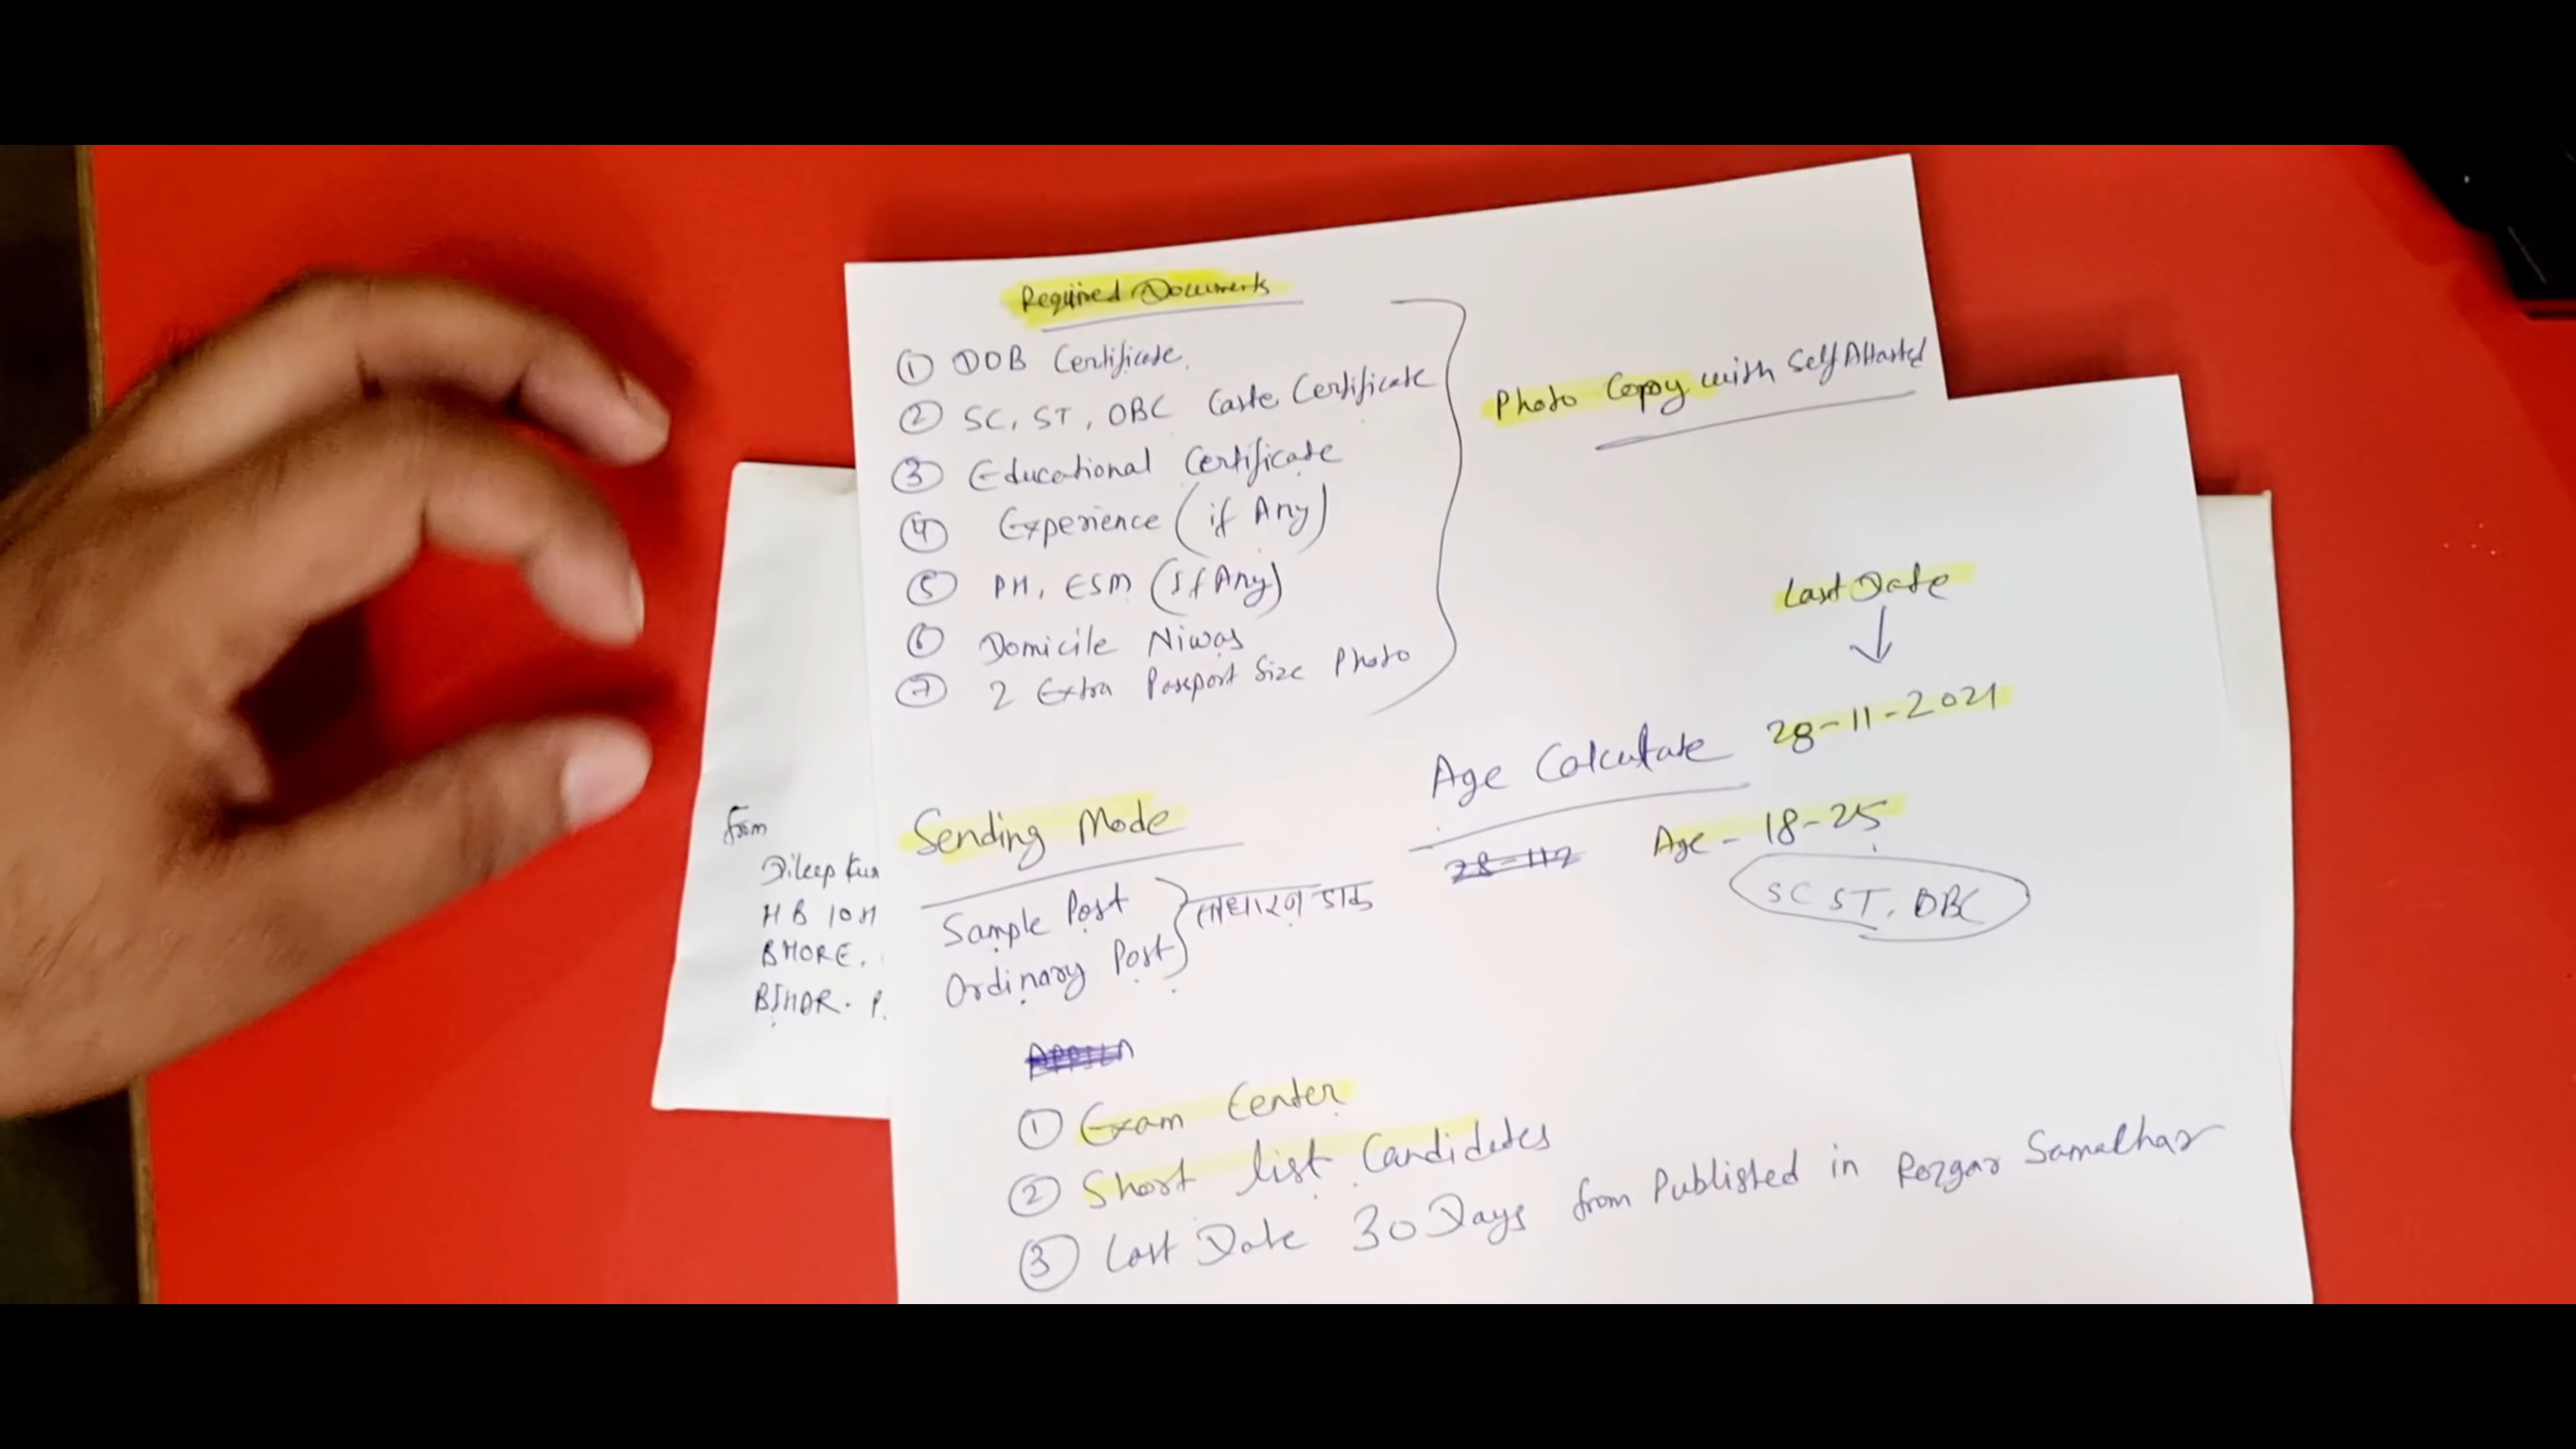 Required Documents
① DOB Certificate.
② SC, ST, OBC Caste Certificate
③ Educational Certificate
④ Experience (if Any)
⑤ PH, ESM (If Any)
⑥ Domicile Niwas
⑦ 2 Extra Passport Size Photo
Photo Copy with Self Attasted
Last Date
↓
28-11-2021
Age Calculate
Age - 18-25
SC ST, OBC
Sending Mode
Sample Post
Ordinary Post
साधारण डाक
① Exam Center
② Short list Candidates
③ Last Date 30 Days from Published in Rozgar Samachar
from
Dileep Kum
H B
BHORE,
BIHAR. P.